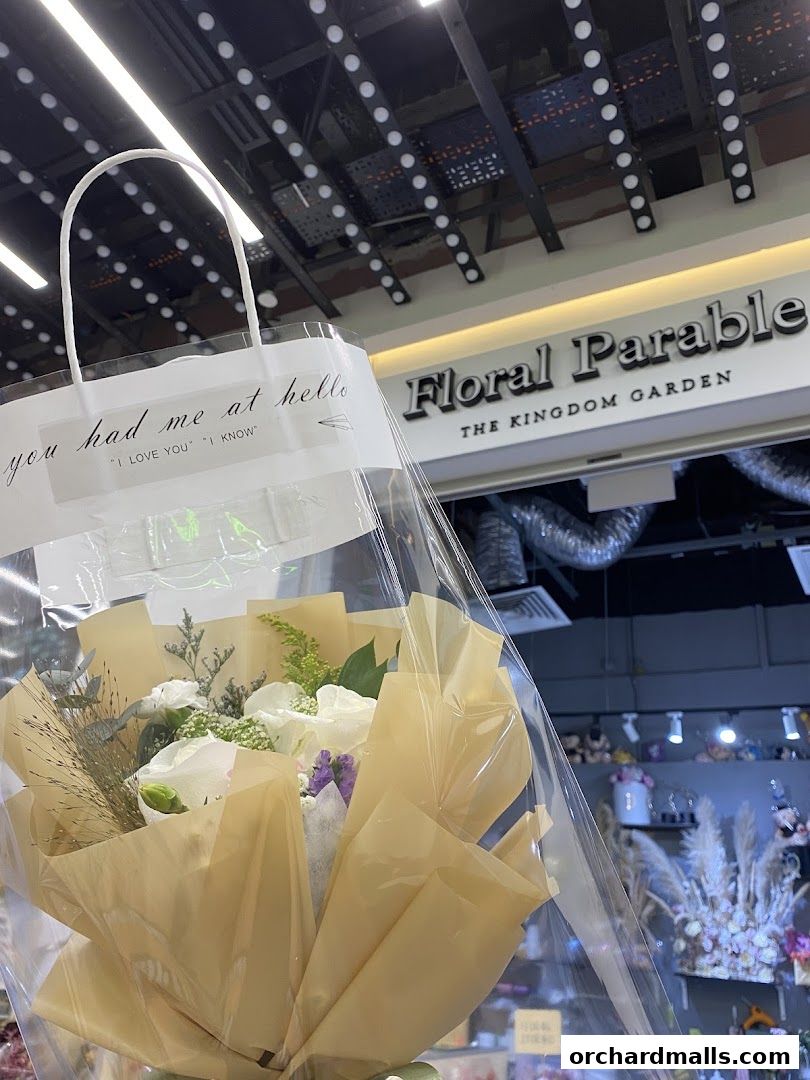 Floral Parable
THE KINGDOM GARDEN
you had me at hello
"I LOVE YOU" "I KNOW"
orchardmalls.com